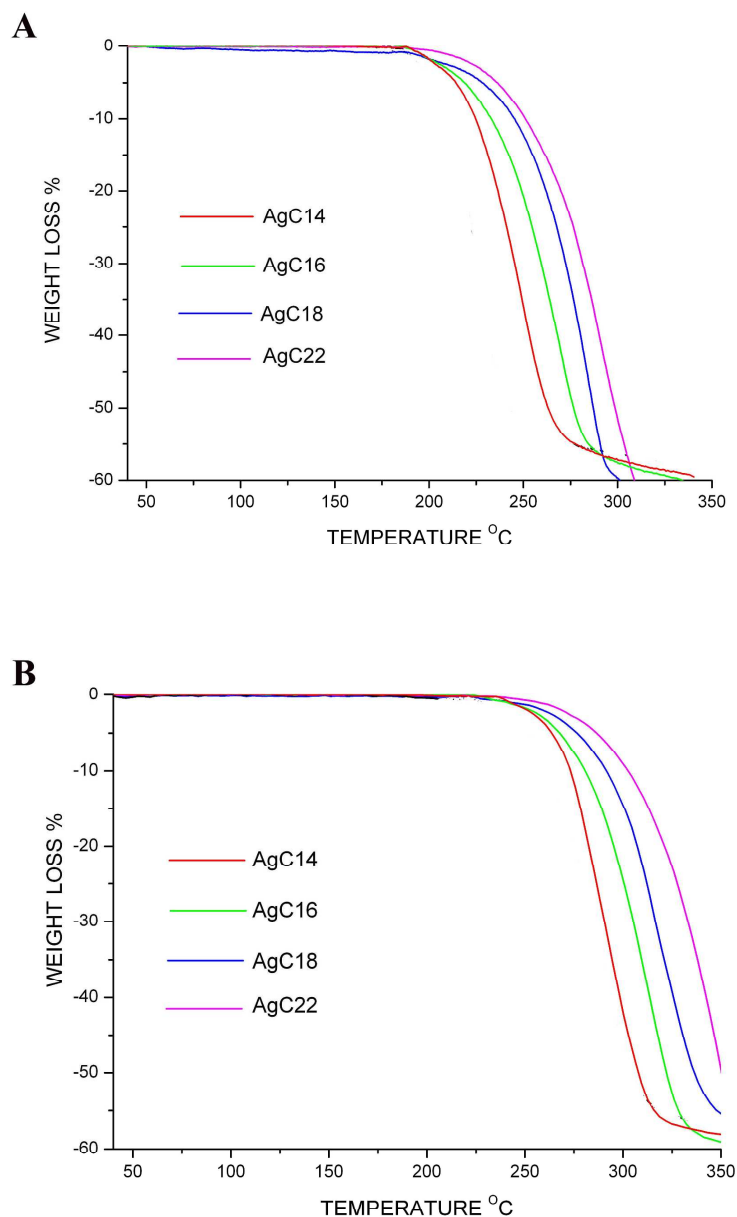 A
WEIGHT LOSS %
0
-10
-20
-30
-40
-50
-60
AgC14
AgC16
AgC18
AgC22
50 100 150 200 250 300 350
TEMPERATURE °C
B
WEIGHT LOSS %
0
-10
-20
-30
-40
-50
-60
AgC14
AgC16
AgC18
AgC22
50 100 150 200 250 300 350
TEMPERATURE °C